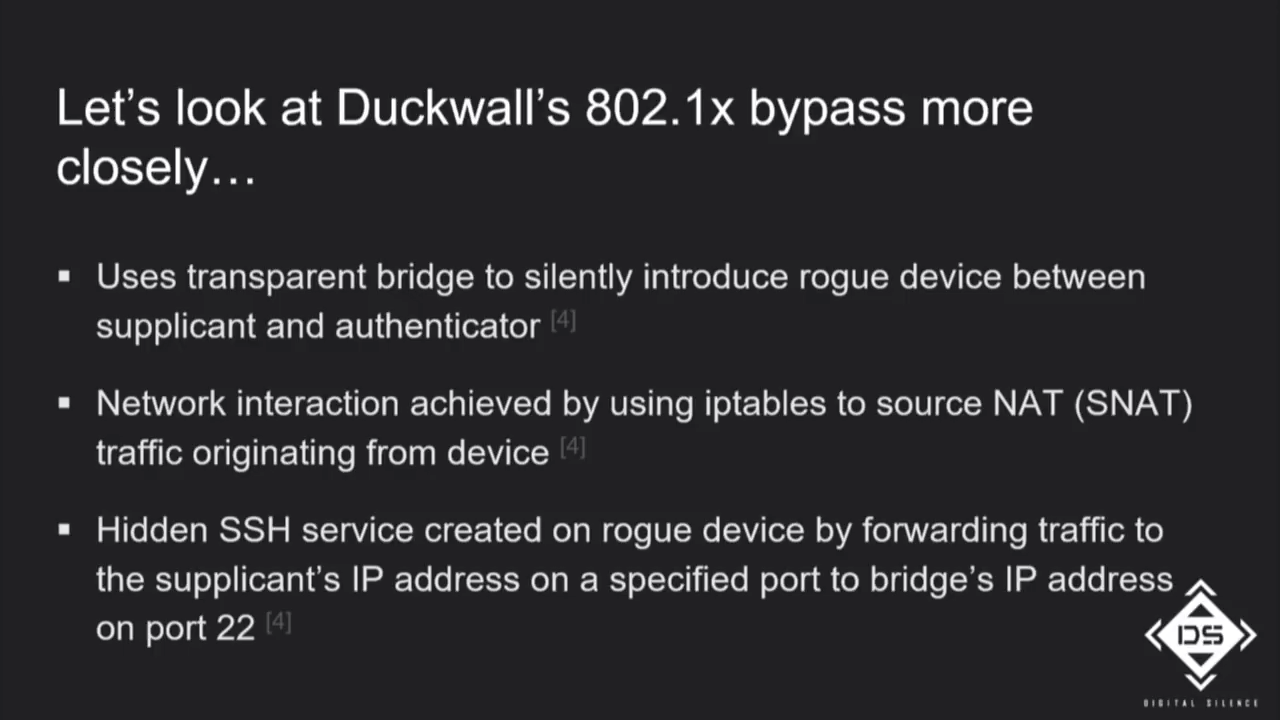 Let’s look at Duckwall’s 802.1x bypass more
closely…
▪ Uses transparent bridge to silently introduce rogue device between
supplicant and authenticator [4]
▪ Network interaction achieved by using iptables to source NAT (SNAT)
traffic originating from device [4]
▪ Hidden SSH service created on rogue device by forwarding traffic to
the supplicant’s IP address on a specified port to bridge’s IP address
on port 22 [4]
DS
DIGITAL SILENCE